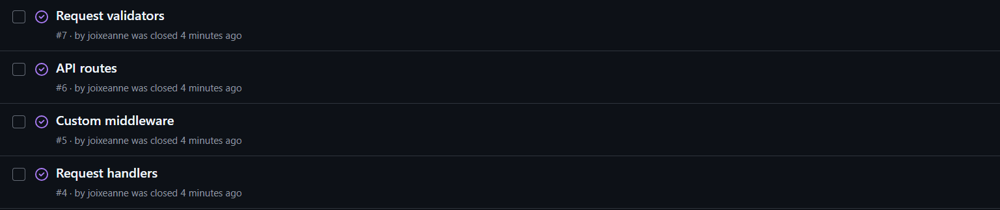 Request validators
#7 · by joixeanne was closed 4 minutes ago
API routes
#6 · by joixeanne was closed 4 minutes ago
Custom middleware
#5 · by joixeanne was closed 4 minutes ago
Request handlers
#4 · by joixeanne was closed 4 minutes ago